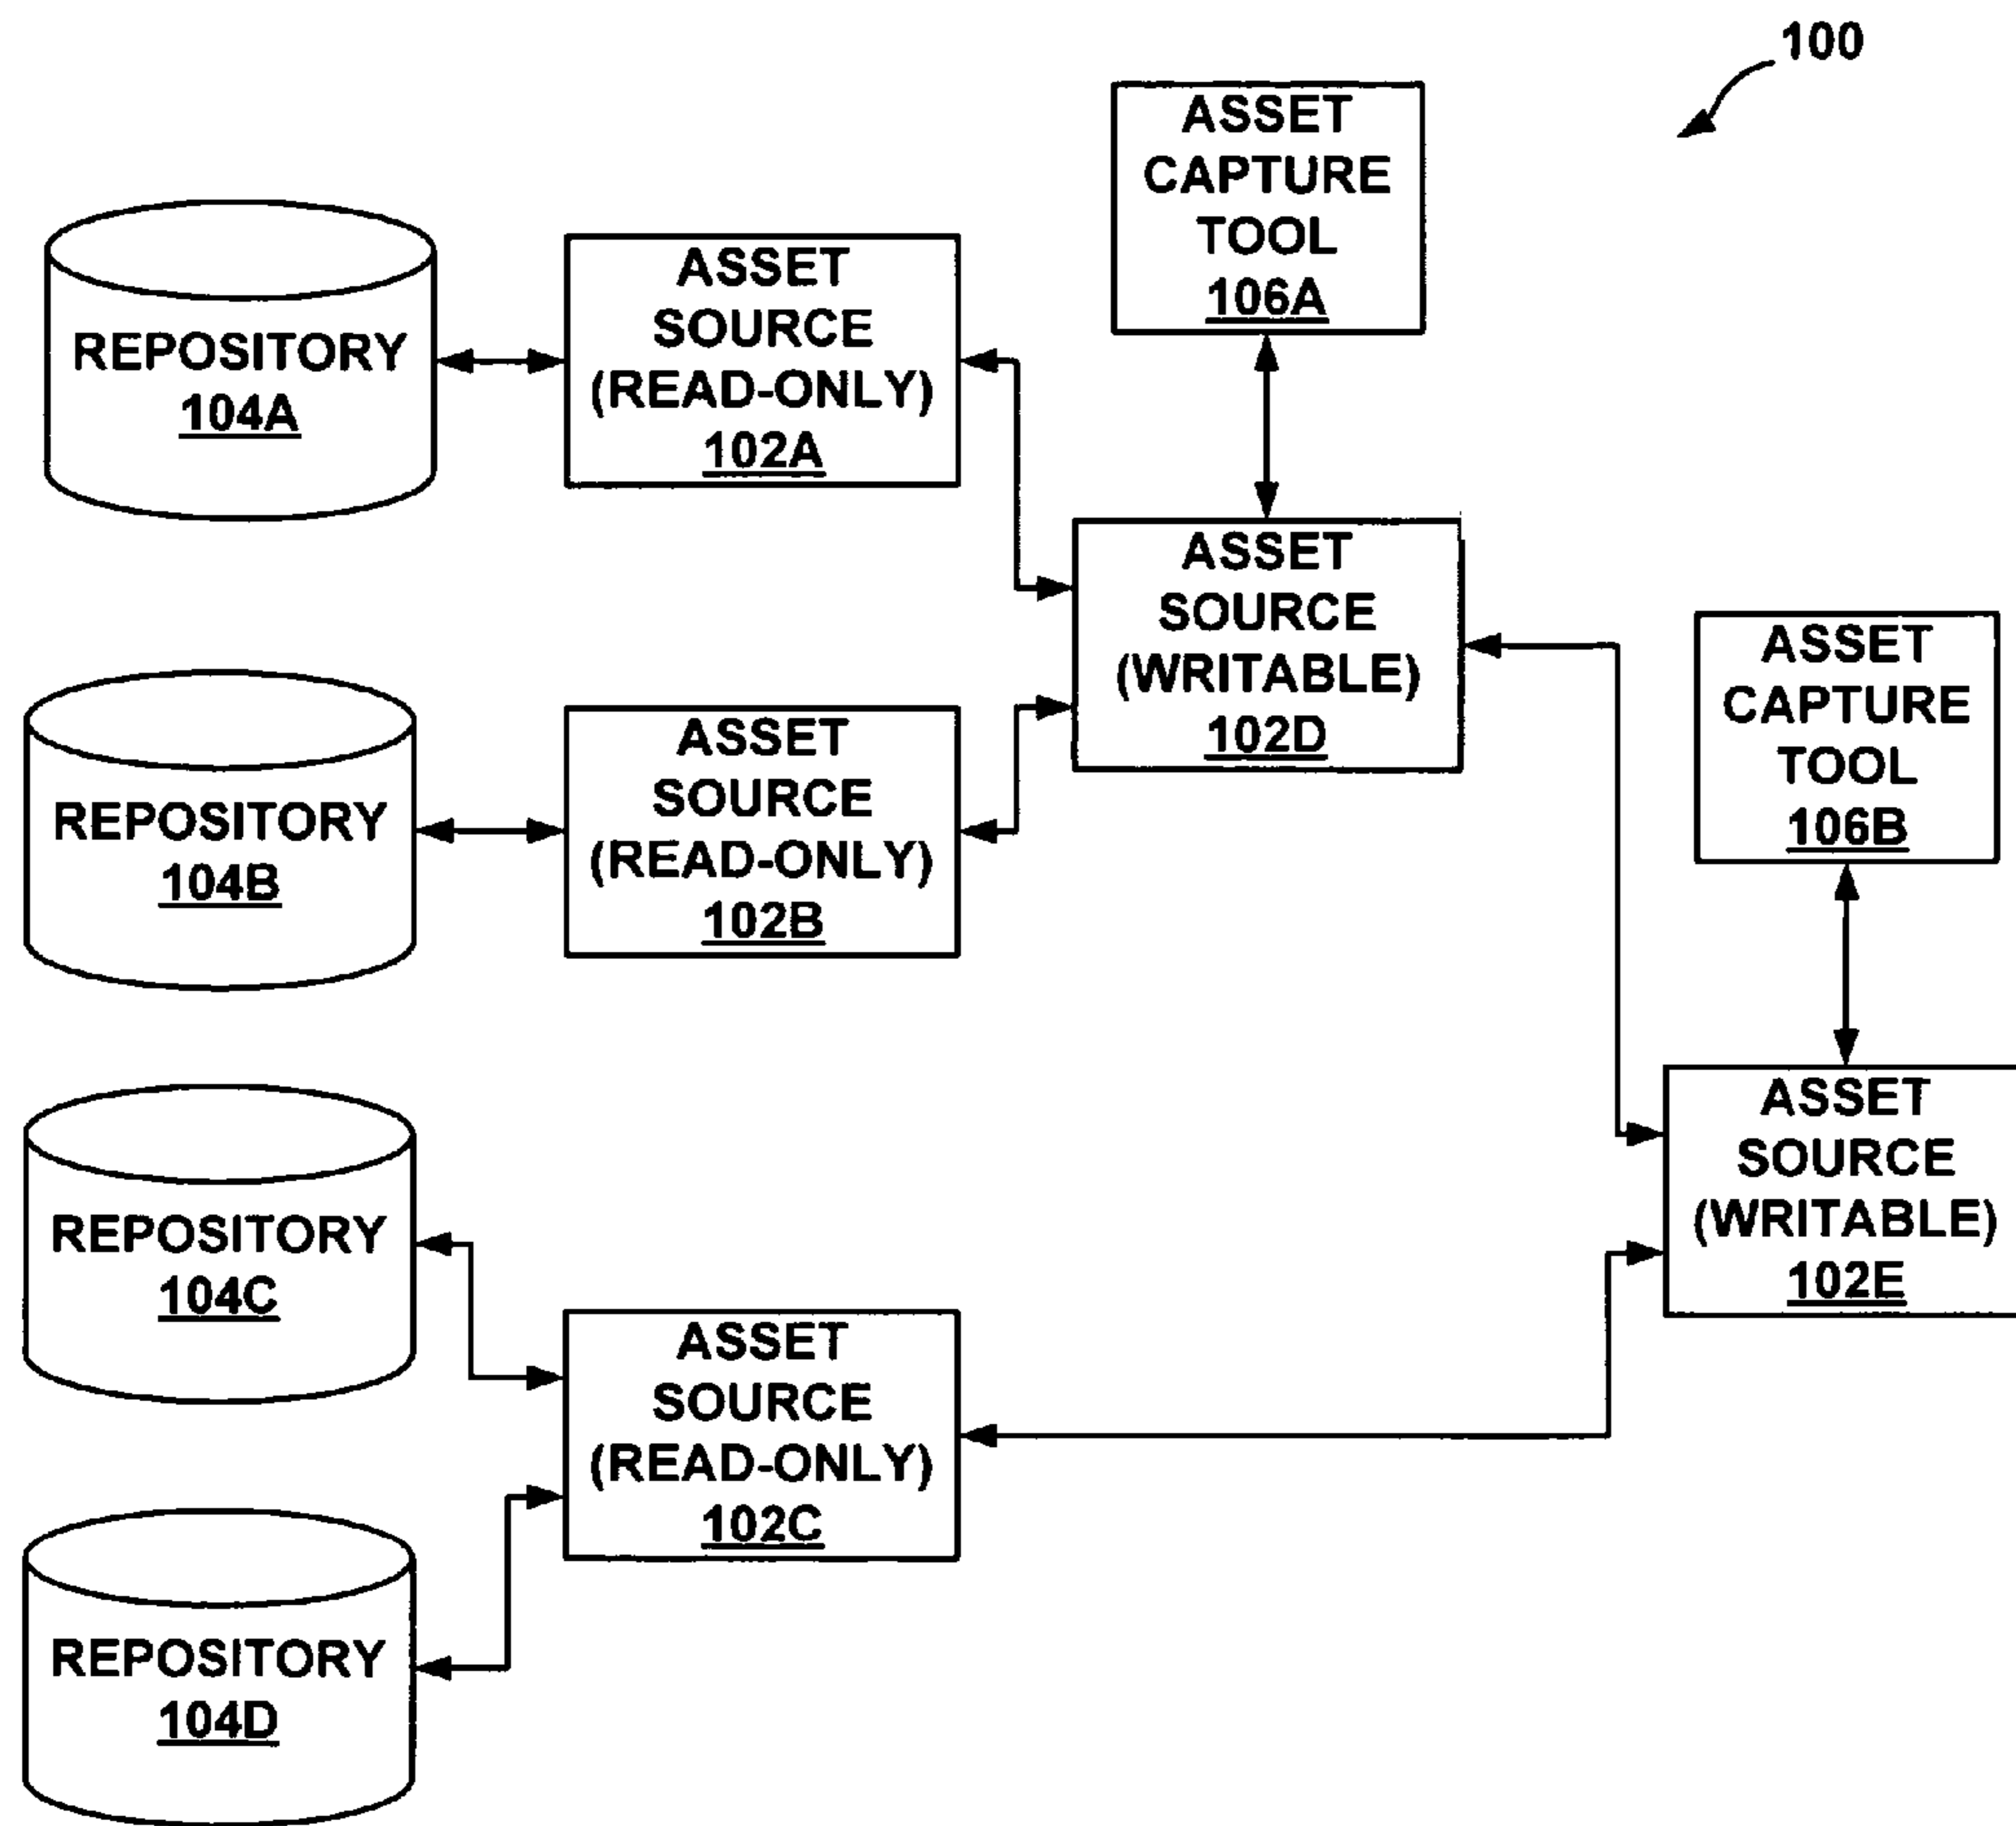 100
ASSET
CAPTURE
TOOL
106A
REPOSITORY
104A
ASSET
SOURCE
(READ-ONLY)
102A
ASSET
SOURCE
(WRITABLE)
102D
ASSET
CAPTURE
TOOL
106B
REPOSITORY
104B
ASSET
SOURCE
(READ-ONLY)
102B
REPOSITORY
104C
ASSET
SOURCE
(WRITABLE)
102E
ASSET
SOURCE
(READ-ONLY)
102C
REPOSITORY
104D